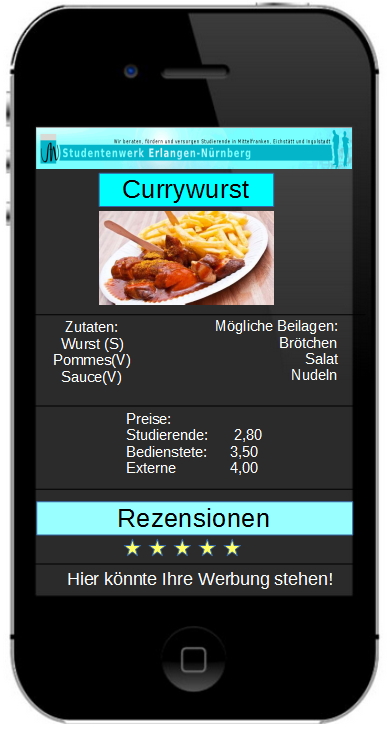 Wir beraten, fördern und versorgen Studierende in Mittelfranken, Eichstätt und Ingolstadt
Studentenwerk Erlangen-Nürnberg
Currywurst
Zutaten:
Wurst (S)
Pommes(V)
Sauce(V)
Mögliche Beilagen:
Brötchen
Salat
Nudeln
Preise:
Studierende: 2,80
Bedienstete: 3,50
Externe 4,00
Rezensionen
Hier könnte Ihre Werbung stehen!